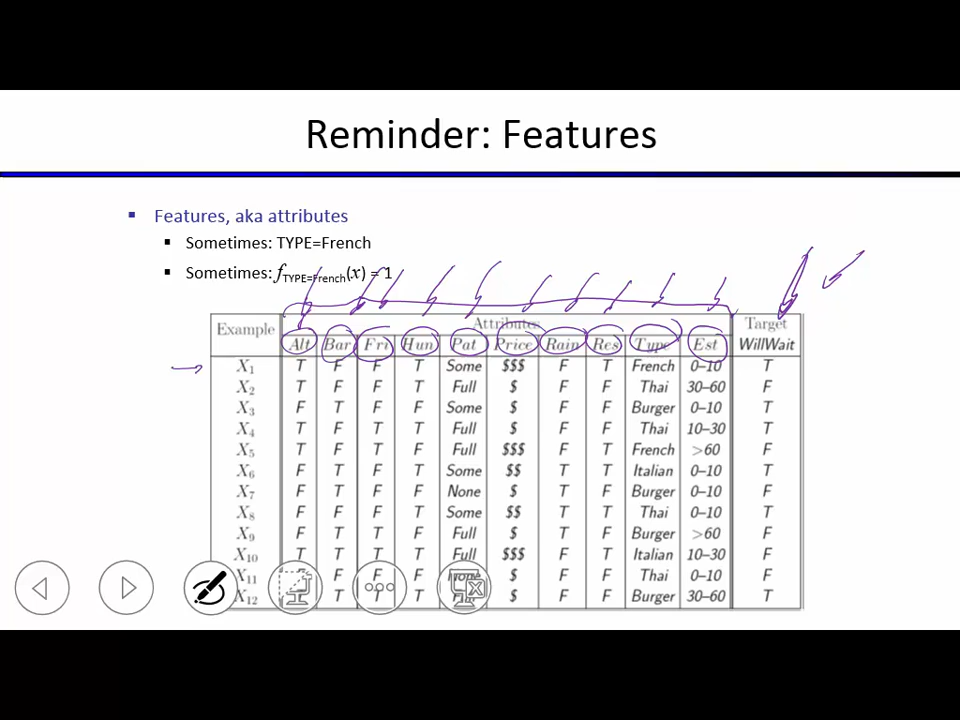 Reminder: Features
Features, aka attributes
Sometimes: TYPE=French
Sometimes: f TYPE=French(x) = 1
Example Attributes Target
Alt Bar Fri Hun Pat Price Rain Res Type Est WillWait
X1 T F F T Some $$$ F T French 0–10 T
X2 T F F T Full $ F F Thai 30–60 F
X3 F T F F Some $ F F Burger 0–10 T
X4 T F T T Full $ F F Thai 10–30 T
X5 T F T F Full $$$ F T French >60 F
X6 F T F T Some $$ T T Italian 0–10 T
X7 F T F F None $ T F Burger 0–10 F
X8 F F F T Some $$ T T Thai 0–10 T
X9 F T T F Full $ T F Burger >60 F
X10 T T T T Full $$$ F T Italian 10–30 F
X11 F F F None $ F F Thai 0–10 F
X12 T T T $ F F Burger 30–60 T